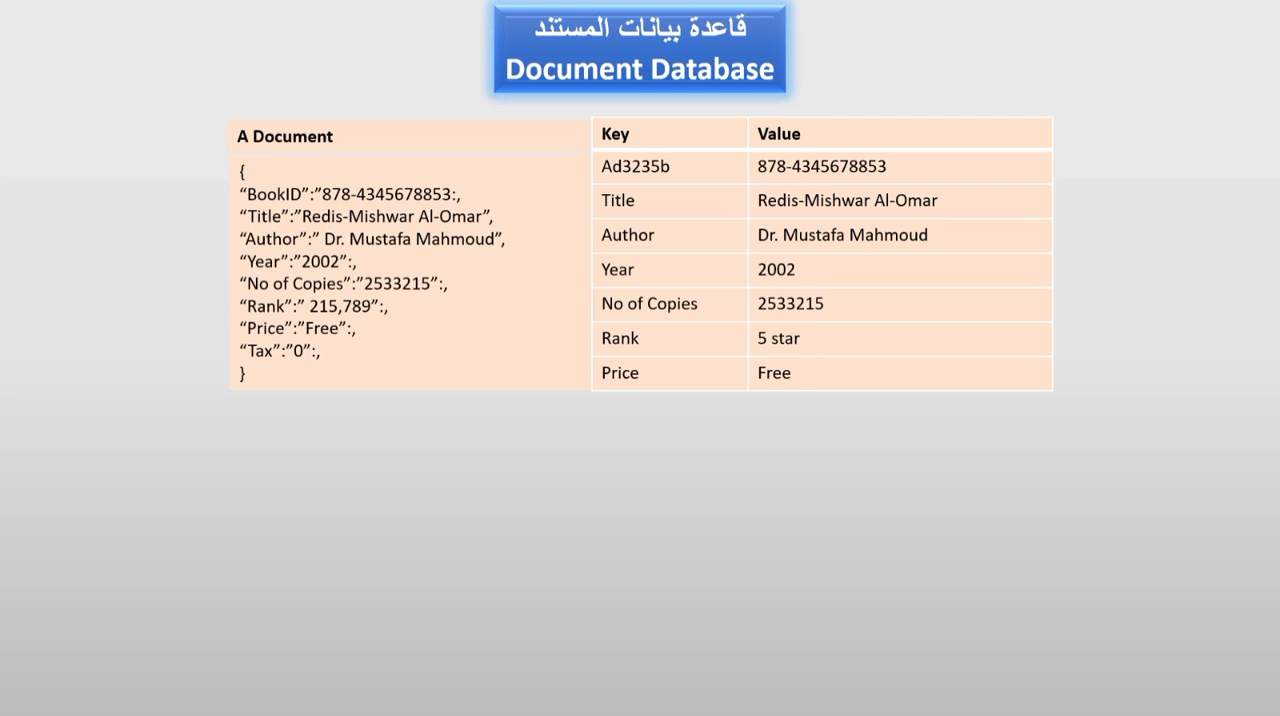 قاعدة بيانات المستند
Document Database
A Document
{
“BookID”:”878-4345678853:,
“Title”:”Redis-Mishwar Al-Omar”,
“Author”:” Dr. Mustafa Mahmoud”,
“Year”:”2002”:,
“No of Copies”:”2533215”:,
“Rank”:” 215,789”:,
“Price”:”Free”:,
“Tax”:”0”:,
}
Key Value
Ad3235b 878-4345678853
Title Redis-Mishwar Al-Omar
Author Dr. Mustafa Mahmoud
Year 2002
No of Copies 2533215
Rank 5 star
Price Free